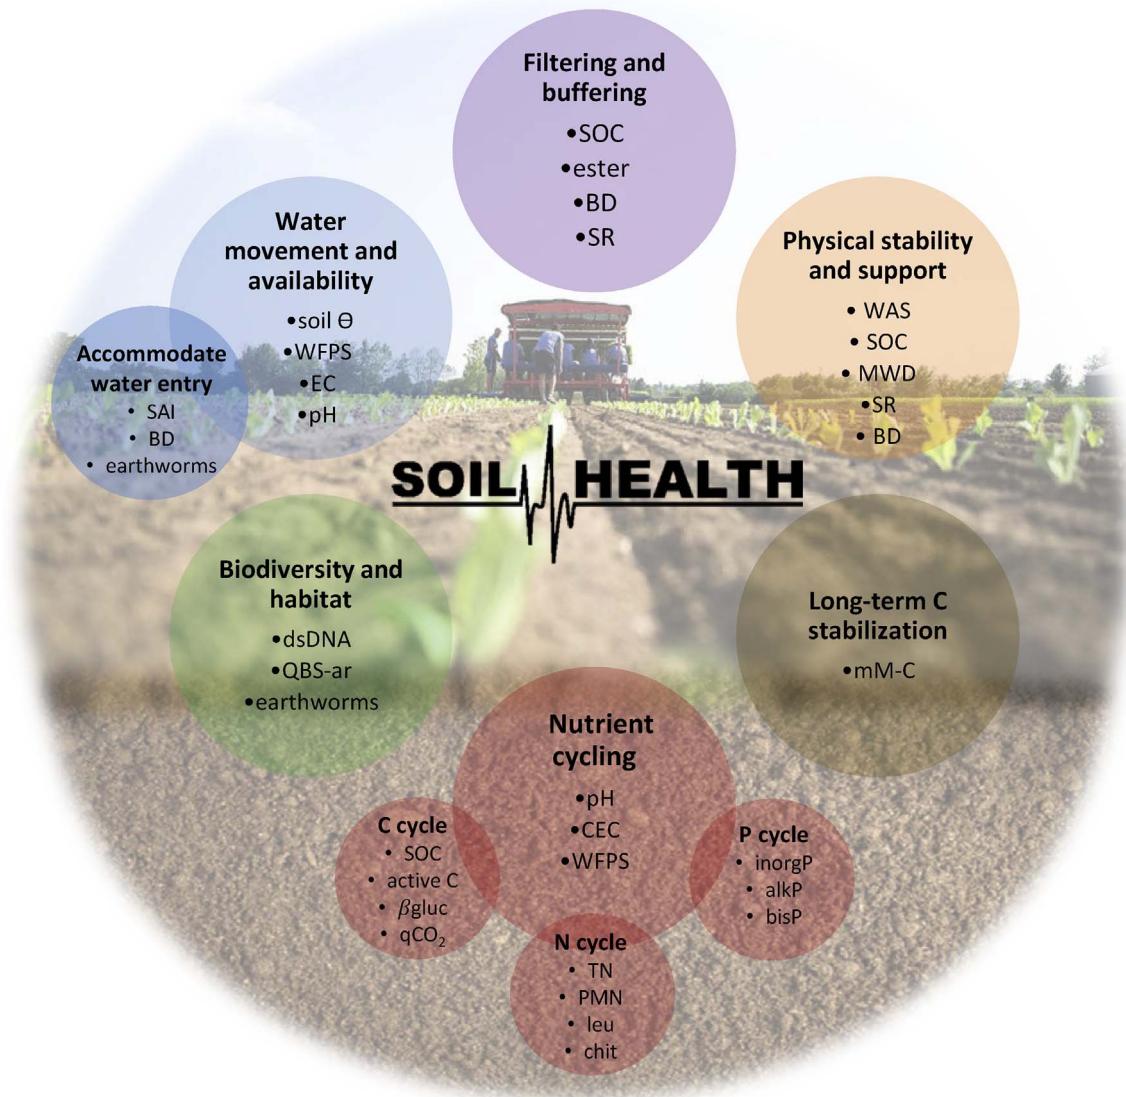 Filtering and
buffering
•SOC
•ester
•BD
•SR
Water
movement and
availability
•soil Θ
•WFPS
•EC
•pH
Accommodate
water entry
• SAI
• BD
• earthworms
Physical stability
and support
• WAS
• SOC
• MWD
•SR
• BD
SOIL HEALTH
Biodiversity and
habitat
•dsDNA
•QBS-ar
•earthworms
Long-term C
stabilization
•mM-C
Nutrient
cycling
•pH
•CEC
•WFPS
C cycle
• SOC
• active C
• βgluc
• qCO₂
P cycle
• inorgP
• alkP
• bisP
N cycle
• TN
• PMN
• leu
• chit